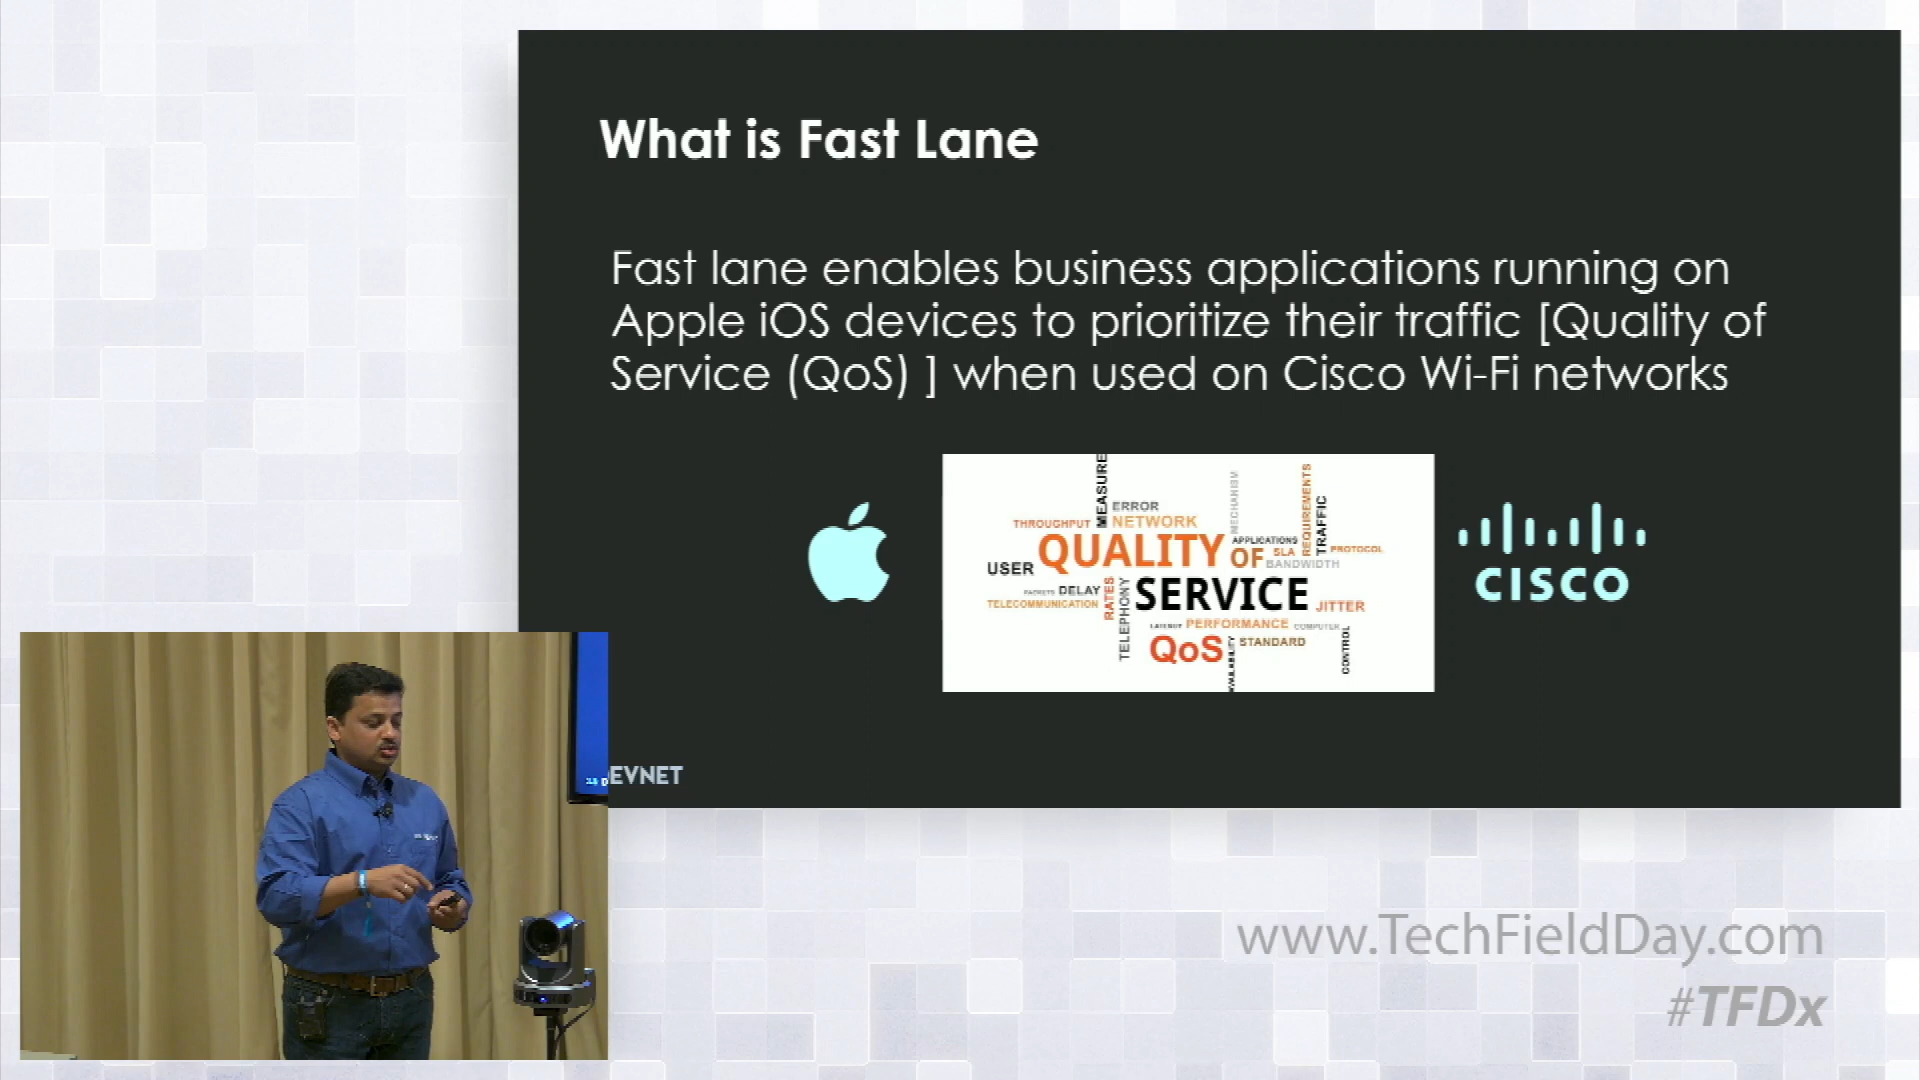 What is Fast Lane
Fast lane enables business applications running on
Apple iOS devices to prioritize their traffic [Quality of
Service (QoS) ] when used on Cisco Wi-Fi networks
MEASURE
ERROR
MECHANISM
REQUIREMENTS
TRAFFIC
THROUGHPUT
NETWORK
QUALITY
OF
APPLICATIONS
SLA
PROTOCOL
BANDWIDTH
USER
PACKETS
DELAY
RATES
TELEPHONY
SERVICE
JITTER
TELECOMMUNICATION
LATENCY
PERFORMANCE
COMPUTER
QoS
STANDARD
CONTROL
CISCO
EVNET
www.TechFieldDay.com
#TFDx